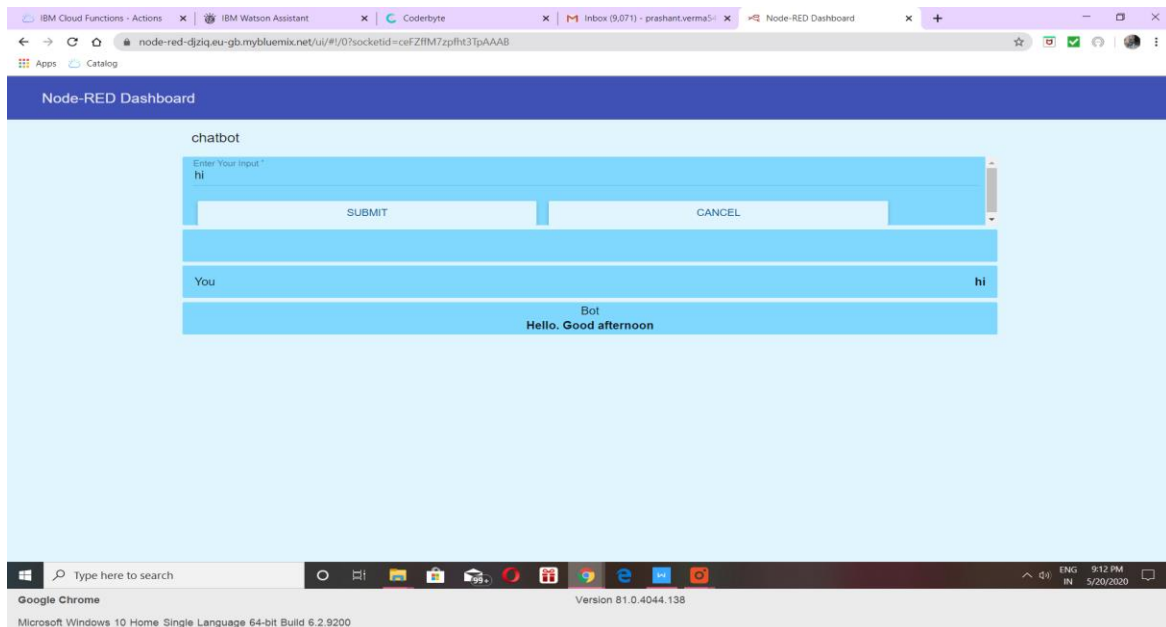 IBM Cloud Functions - Actions IBM Watson Assistant Coderbyte Inbox (9,071) - prashant.verma5 Node-RED Dashboard
node-red-djziq.eu-gb.mybluemix.net/ui/#!/0?socketid=ceFZffM7zpfht3TpAAAB
Apps Catalog
Node-RED Dashboard
chatbot
Enter Your Input *
hi
SUBMIT CANCEL
You hi
Bot
Hello. Good afternoon
Type here to search 99+ ENG 9:12 PM
IN 5/20/2020
Google Chrome Version 81.0.4044.138
Microsoft Windows 10 Home Single Language 64-bit Build 6.2.9200